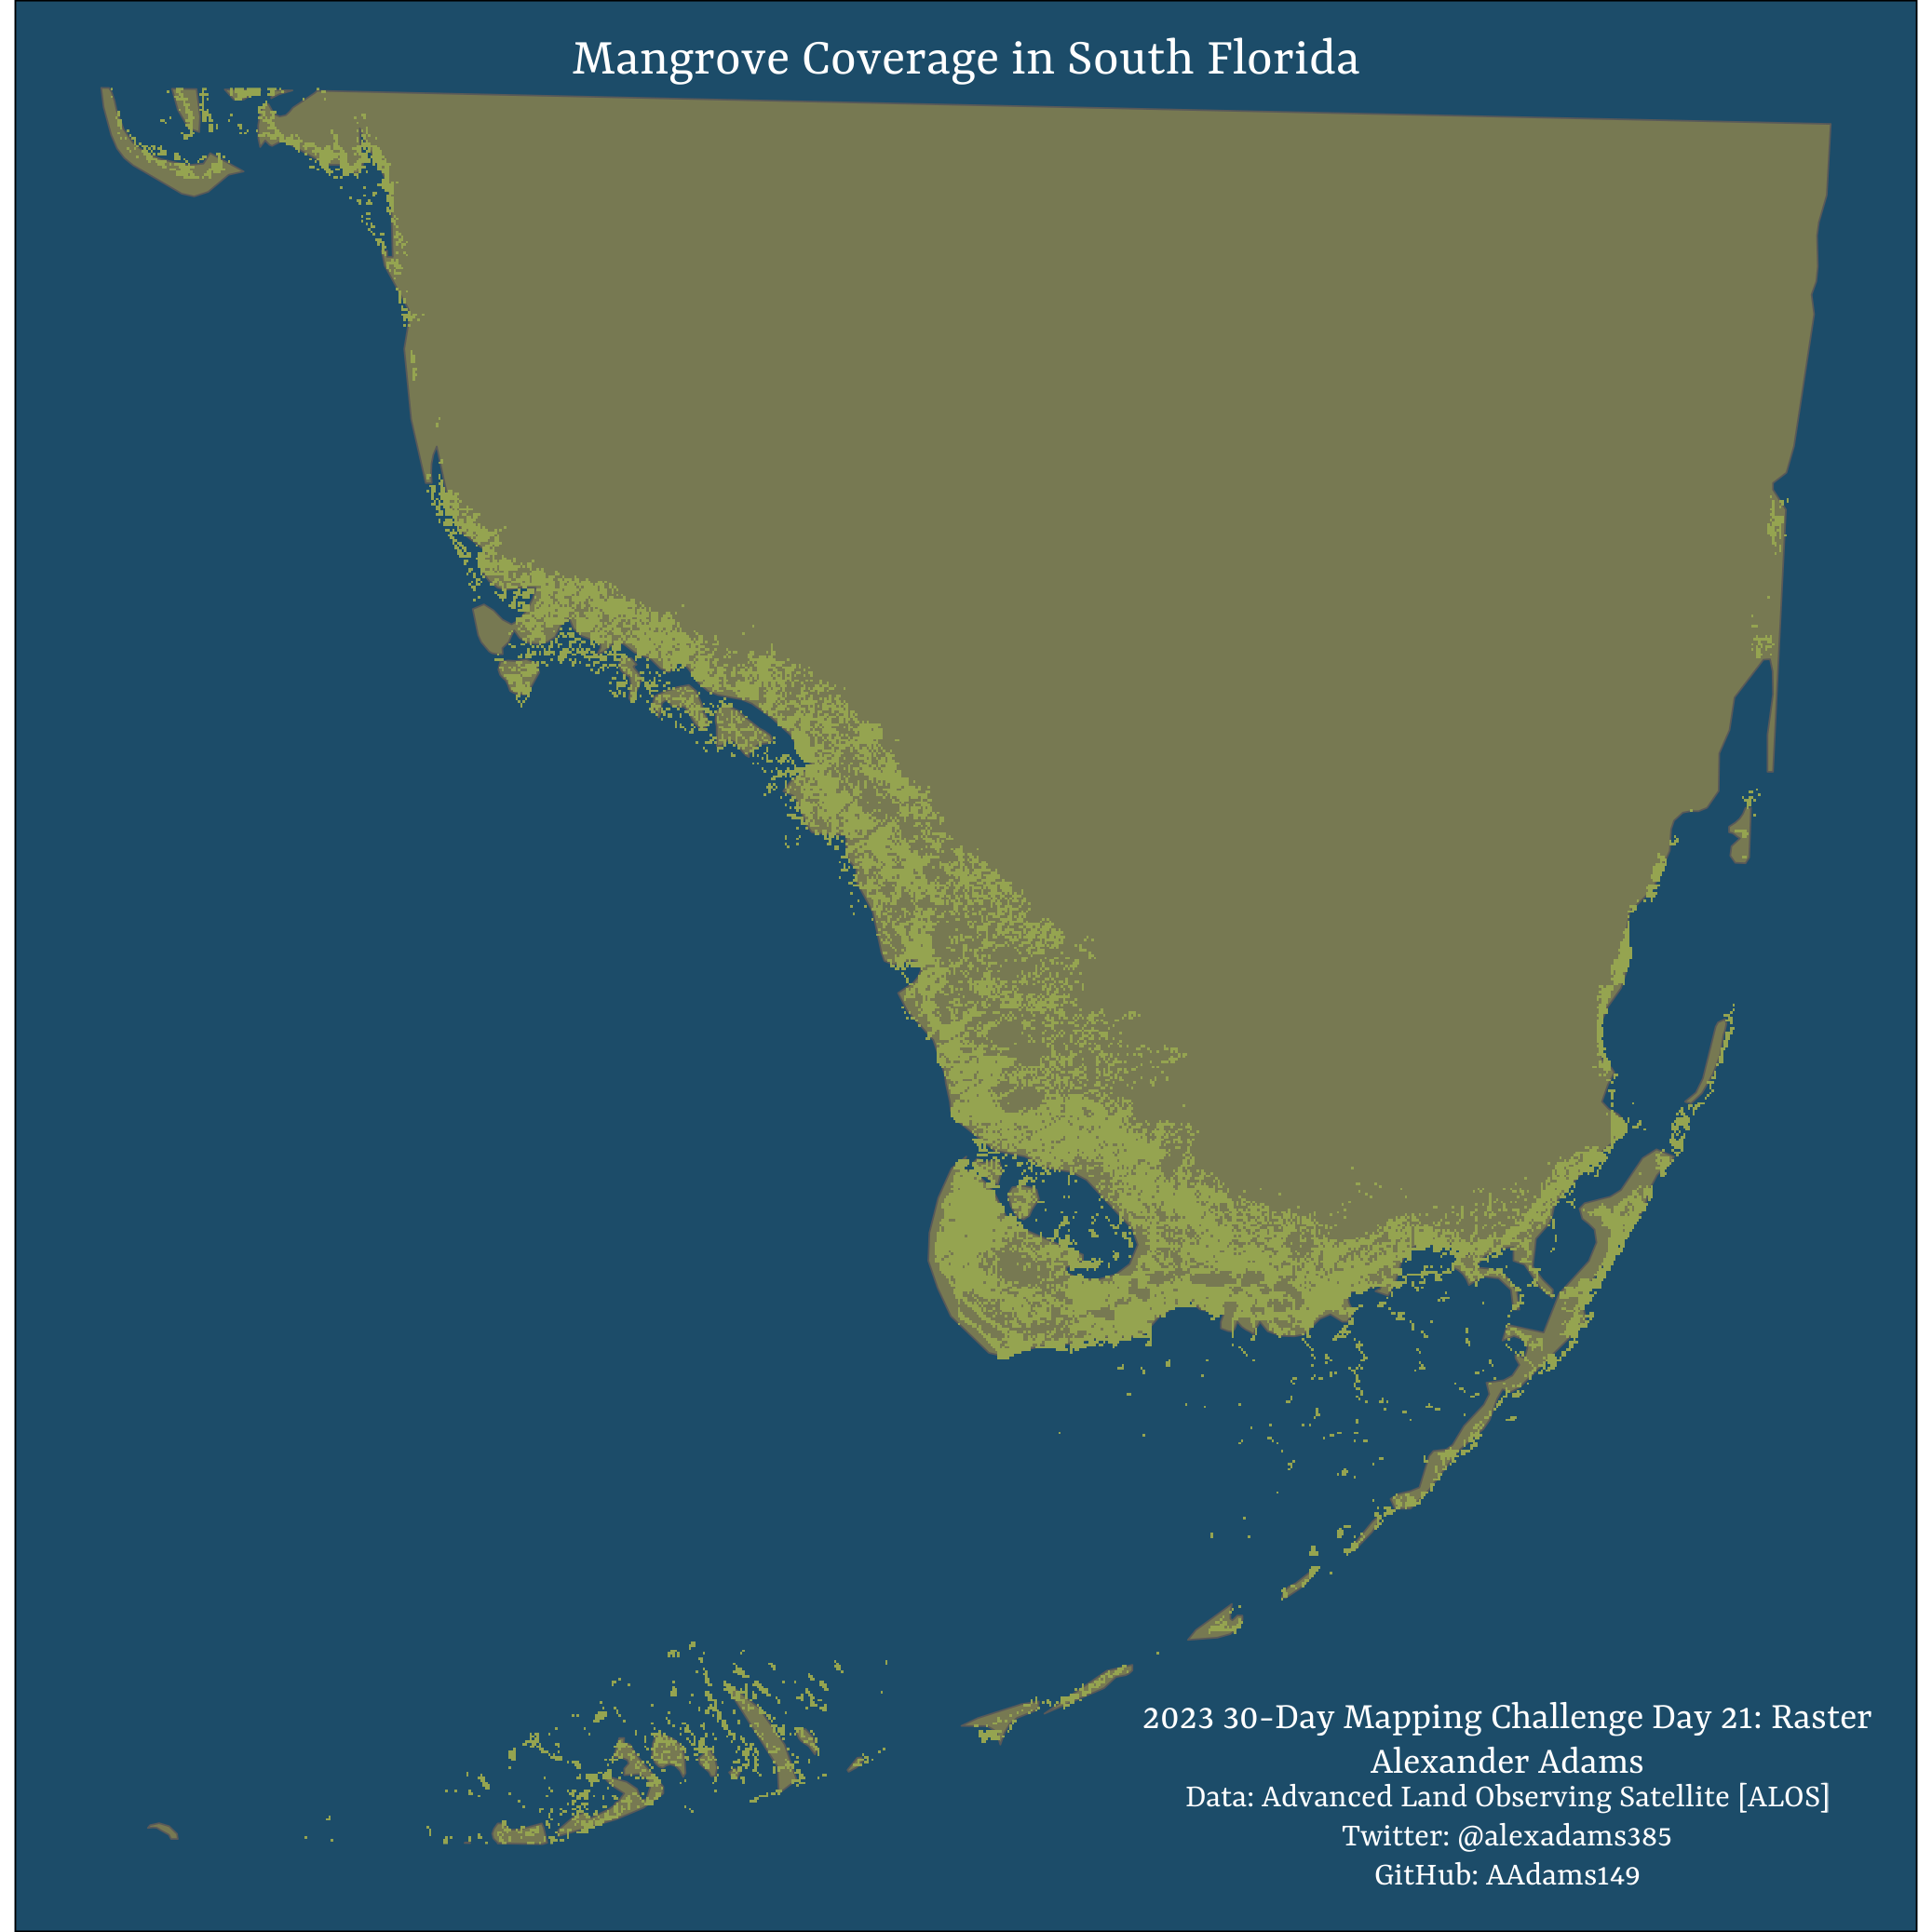 Mangrove Coverage in South Florida
2023 30-Day Mapping Challenge Day 21: Raster
Alexander Adams
Data: Advanced Land Observing Satellite [ALOS]
Twitter: @alexadams385
GitHub: AAdams149